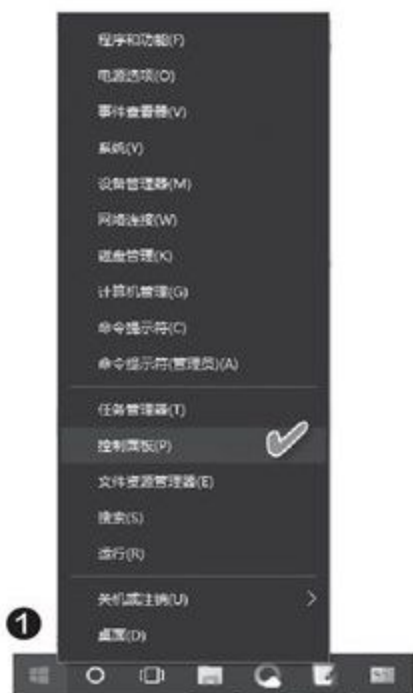 程序和功能(F)
电源选项(O)
事件查看器(V)
系统(Y)
设备管理器(M)
网络连接(W)
磁盘管理(K)
计算机管理(G)
命令提示符(C)
命令提示符(管理员)(A)
任务管理器(T)
控制面板(P)
文件资源管理器(E)
搜索(S)
运行(R)
关机或注销(U)
桌面(D)
1